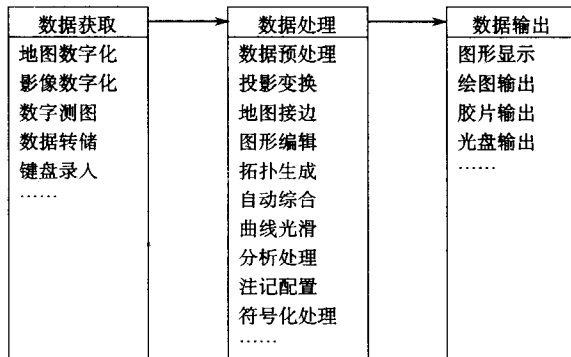 数据获取
地图数字化
影像数字化
数字测图
数据转储
键盘录人
……
数据处理
数据预处理
投影变换
地图接边
图形编辑
拓扑生成
自动综合
曲线光滑
分析处理
注记配置
符号化处理
……
数据输出
图形显示
绘图输出
胶片输出
光盘输出
……